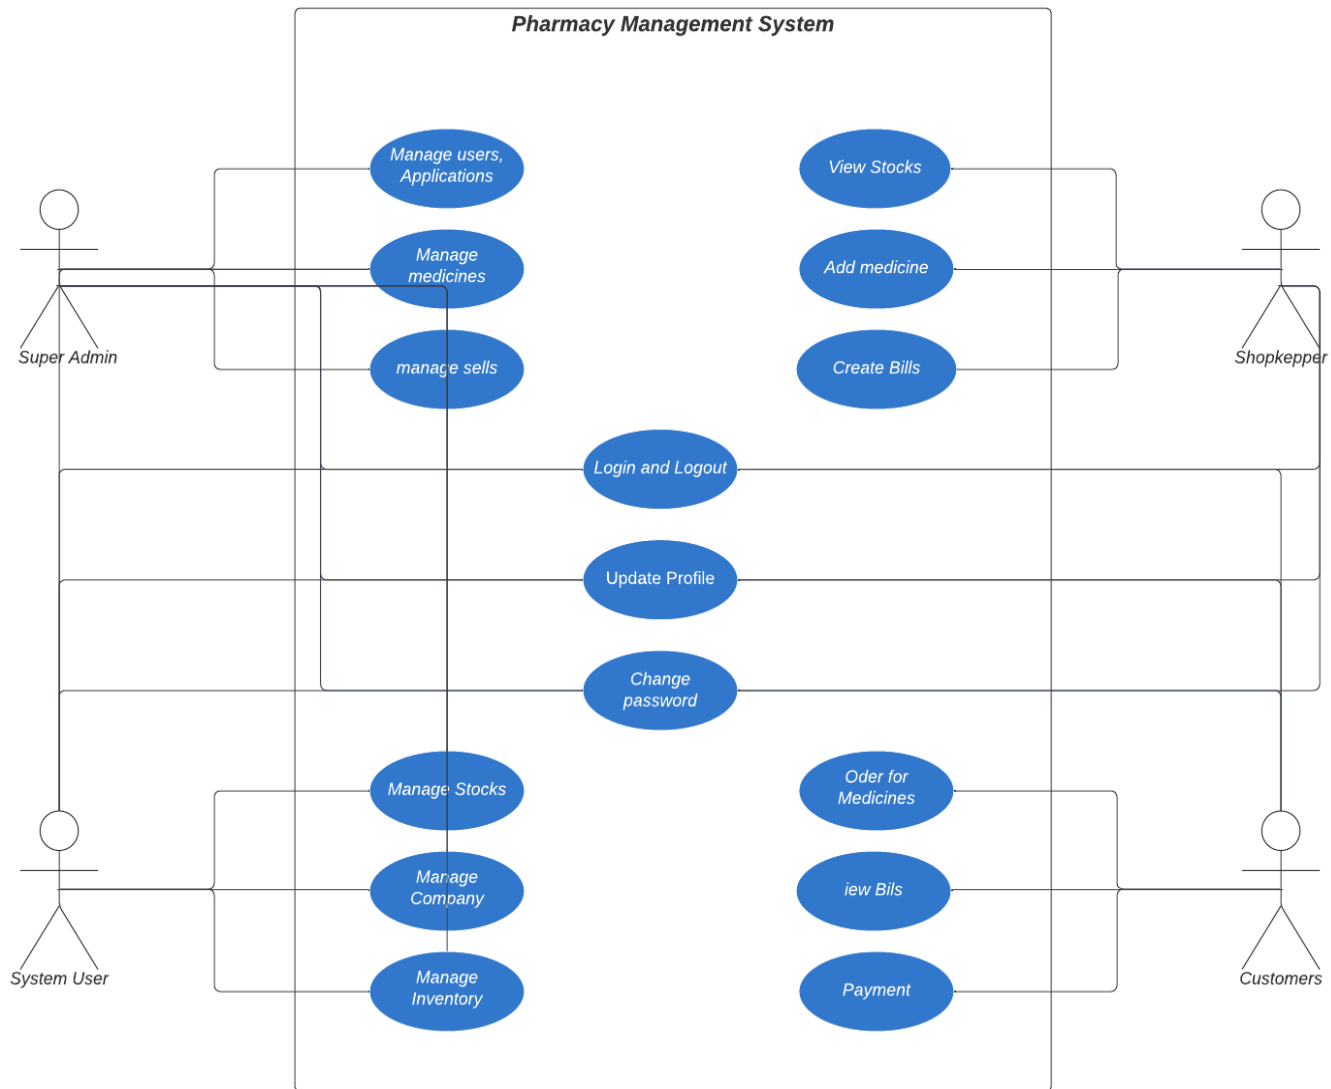 Pharmacy Management System
Manage users,
Applications
View Stocks
Manage
medicines
Add medicine
Super Admin
manage sells
Create Bills
Shopkepper
Login and Logout
Update Profile
Change
password
Manage Stocks
Oder for
Medicines
Manage
Company
iew Bils
System User
Manage
Inventory
Payment
Customers